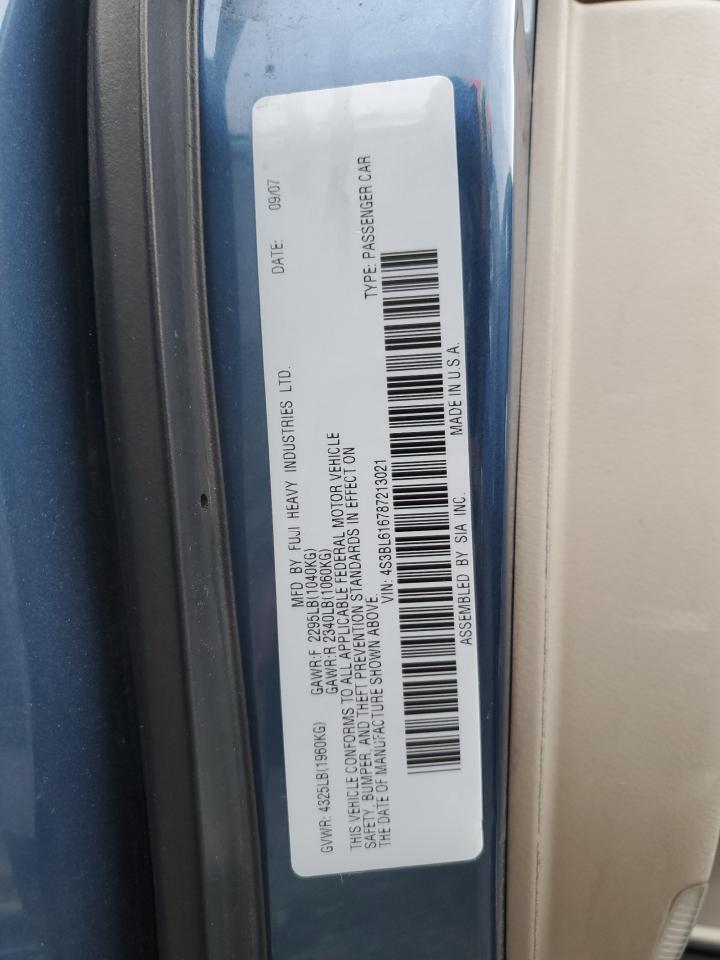 MFD BY FUJI HEAVY INDUSTRIES LTD. DATE: 09/07
GVWR: 4325LB(1960KG) GAWR:F 2295LB(1040KG)
GAWR:R 2340LB(1060KG)
THIS VEHICLE CONFORMS TO ALL APPLICABLE FEDERAL MOTOR VEHICLE
SAFETY, BUMPER, AND THEFT PREVENTION STANDARDS IN EFFECT ON
THE DATE OF MANUFACTURE SHOWN ABOVE.
VIN: 4S3BL616787213021 TYPE: PASSENGER CAR
ASSEMBLED BY SIA INC. MADE IN U.S.A.